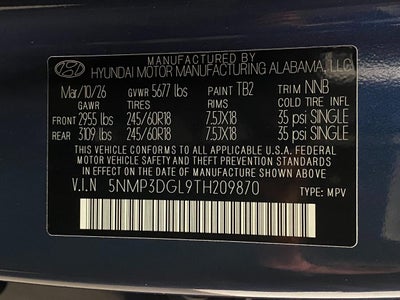 MANUFACTURED BY
HYUNDAI MOTOR MANUFACTURING ALABAMA, LLC
Mar/10/26 GVWR 5677 lbs PAINT TB2 TRIM NNB
GAWR TIRES RIMS COLD TIRE INFL
FRONT 2955 lbs 245/60R18 7.5JX18 35 psi SINGLE
REAR 3109 lbs 245/60R18 7.5JX18 35 psi SINGLE
THIS VEHICLE CONFORMS TO ALL APPLICABLE U.S.A. FEDERAL
MOTOR VEHICLE SAFETY, BUMPER, AND THEFT PREVENTION
STANDARDS IN EFFECT ON THE DATE OF MANUFACTURE SHOWN ABOVE.
V.I.N 5NMP3DGL9TH209870 TYPE: MPV